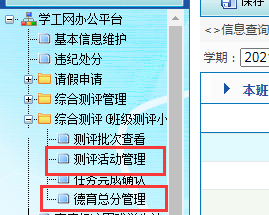 保存
学工网办公平台
<>信息查询
基本信息维护
违纪处分
学期: 202
请假申请
本班
综合测评管理
综合测评(班级测评小
测评批次查看
测评活动管理
任务完成确认
德育总分管理